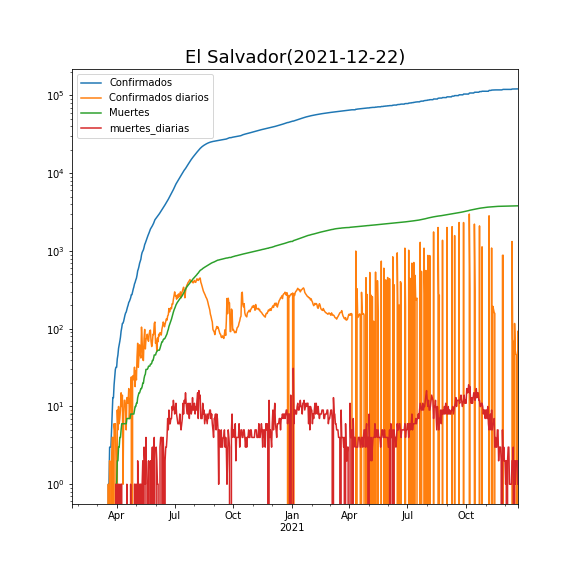 El Salvador(2021-12-22)
Confirmados
Confirmados diarios
Muertes
muertes_diarias
10^5
10^4
10^3
10^2
10^1
10^0
Apr Jul Oct Jan Apr Jul Oct
2021